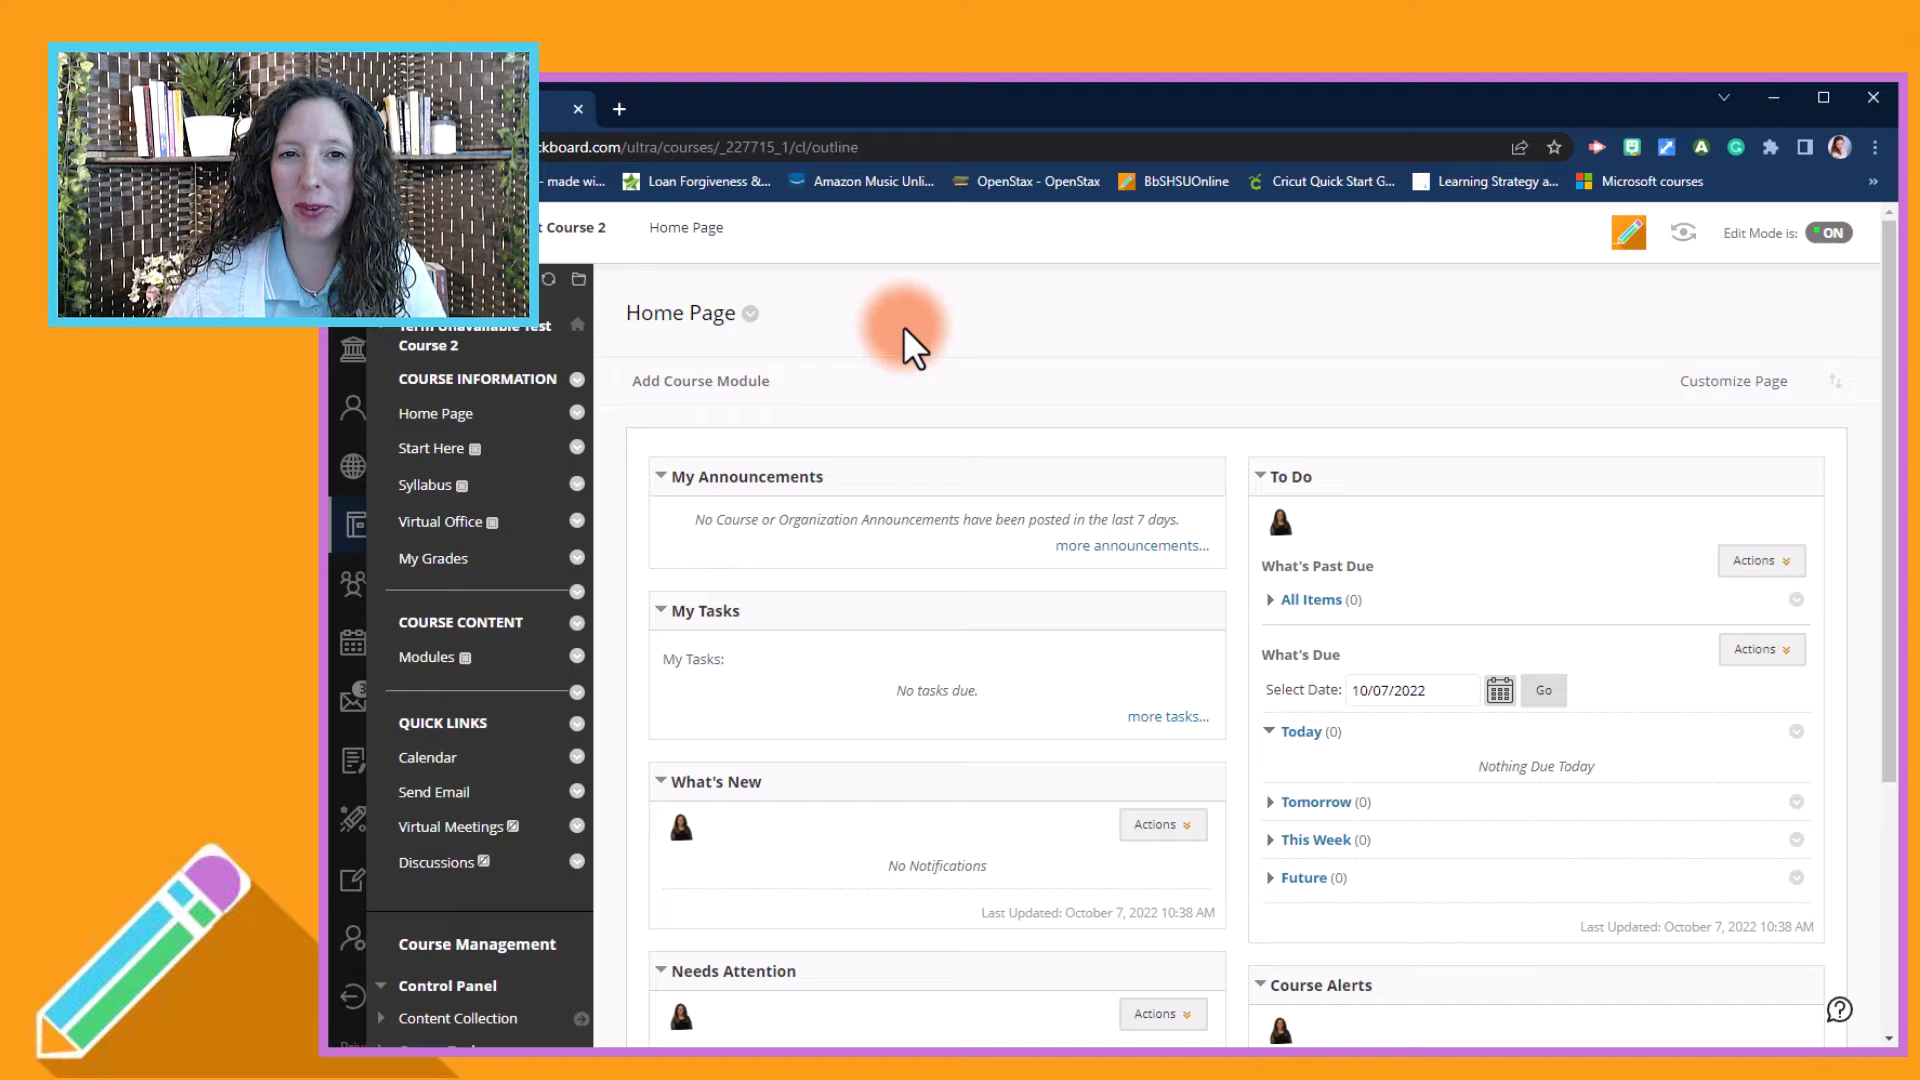 ckboard.com/ultra/courses/_227715_1/cl/outline
- made wi...
Loan Forgiveness &...
Amazon Music Unli...
OpenStax - OpenStax
BbSHSUOnline
Cricut Quick Start G...
Learning Strategy a...
Microsoft courses
»
t Course 2
Home Page
Edit Mode is:
ON
Term Unavailable Test
Course 2
COURSE INFORMATION
Home Page
Start Here
Syllabus
Virtual Office
My Grades
COURSE CONTENT
Modules
3
QUICK LINKS
Calendar
Send Email
Virtual Meetings
Discussions
Course Management
Control Panel
Content Collection
Home Page
Add Course Module
Customize Page
My Announcements
No Course or Organization Announcements have been posted in the last 7 days.
more announcements...
My Tasks
My Tasks:
No tasks due.
more tasks...
What's New
Actions
No Notifications
Last Updated: October 7, 2022 10:38 AM
Needs Attention
Actions
To Do
What's Past Due
Actions
All Items (0)
What's Due
Actions
Select Date: 10/07/2022
Go
Today (0)
Nothing Due Today
Tomorrow (0)
This Week (0)
Future (0)
Last Updated: October 7, 2022 10:38 AM
Course Alerts